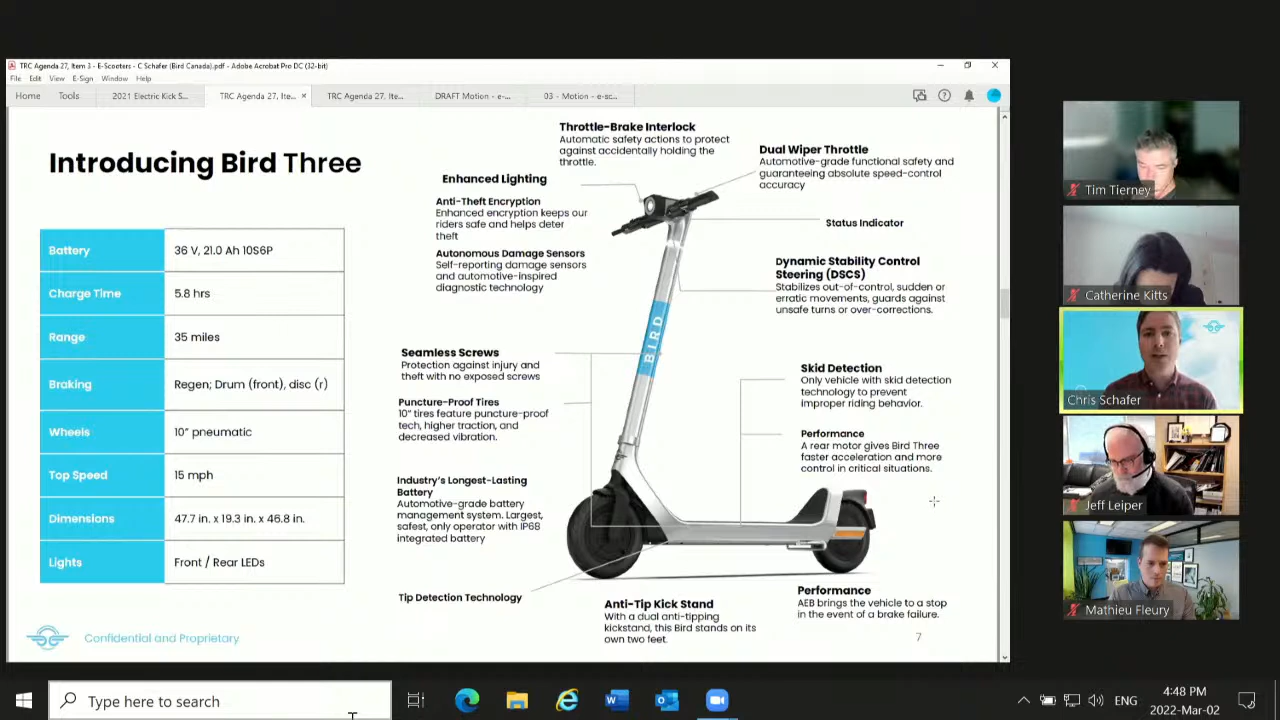 TRC Agenda 27, Item 3 - E-Scooters - C Schafer (Bird Canada).pdf - Adobe Acrobat Pro DC (32-bit)
File Edit View E-Sign Window Help
Home Tools 2021 Electric Kick S... TRC Agenda 27, Ite... × TRC Agenda 27, Ite... DRAFT Motion - e-... 03 - Motion - e-sc...
Introducing Bird Three
Battery 36 V, 21.0 Ah 10S6P
Charge Time 5.8 hrs
Range 35 miles
Braking Regen; Drum (front), disc (r)
Wheels 10" pneumatic
Top Speed 15 mph
Dimensions 47.7 in. x 19.3 in. x 46.8 in.
Lights Front / Rear LEDs
Throttle-Brake Interlock
Automatic safety actions to protect
against accidentally holding the
throttle.
Enhanced Lighting
Anti-Theft Encryption
Enhanced encryption keeps our
riders safe and helps deter
theft
Autonomous Damage Sensors
Self-reporting damage sensors
and automotive-inspired
diagnostic technology
Seamless Screws
Protection against injury and
theft with no exposed screws
Puncture-Proof Tires
10" tires feature puncture-proof
tech, higher traction, and
decreased vibration.
Industry's Longest-Lasting
Battery
Automotive-grade battery
management system. Largest,
safest, only operator with IP68
integrated battery
Tip Detection Technology
BIRD
Dual Wiper Throttle
Automotive-grade functional safety and
guaranteeing absolute speed-control
accuracy
Status Indicator
Dynamic Stability Control
Steering (DSCS)
Stabilizes out-of-control, sudden or
erratic movements, guards against
unsafe turns or over-corrections.
Skid Detection
Only vehicle with skid detection
technology to prevent
improper riding behavior.
Performance
A rear motor gives Bird Three
faster acceleration and more
control in critical situations.
Anti-Tip Kick Stand
With a dual anti-tipping
kickstand, this Bird stands on its
own two feet.
Performance
AEB brings the vehicle to a stop
in the event of a brake failure.
Confidential and Proprietary
7
Tim Tierney
Catherine Kitts
Chris Schafer
Jeff Leiper
Mathieu Fleury
Type here to search
ENG
4:48 PM
2022-Mar-02